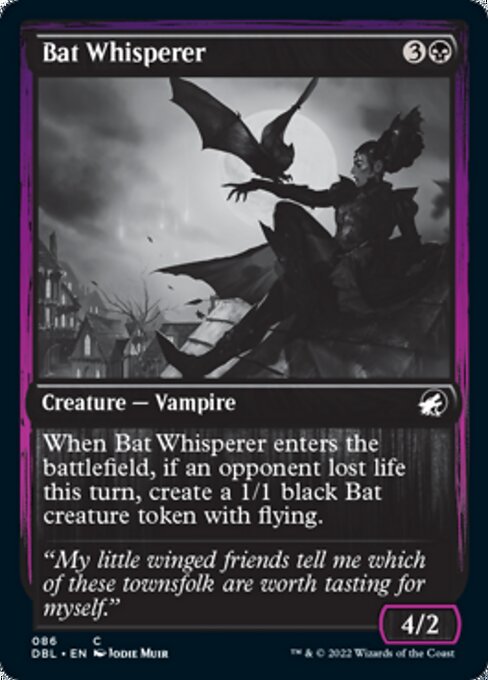 Bat Whisperer 3
Creature — Vampire
When Bat Whisperer enters the
battlefield, if an opponent lost life
this turn, create a 1/1 black Bat
creature token with flying.
“My little winged friends tell me which
of these townsfolk are worth tasting for
myself.”
4/2
086 C
DBL • EN Jodie Muir
™ & © 2022 Wizards of the Coast